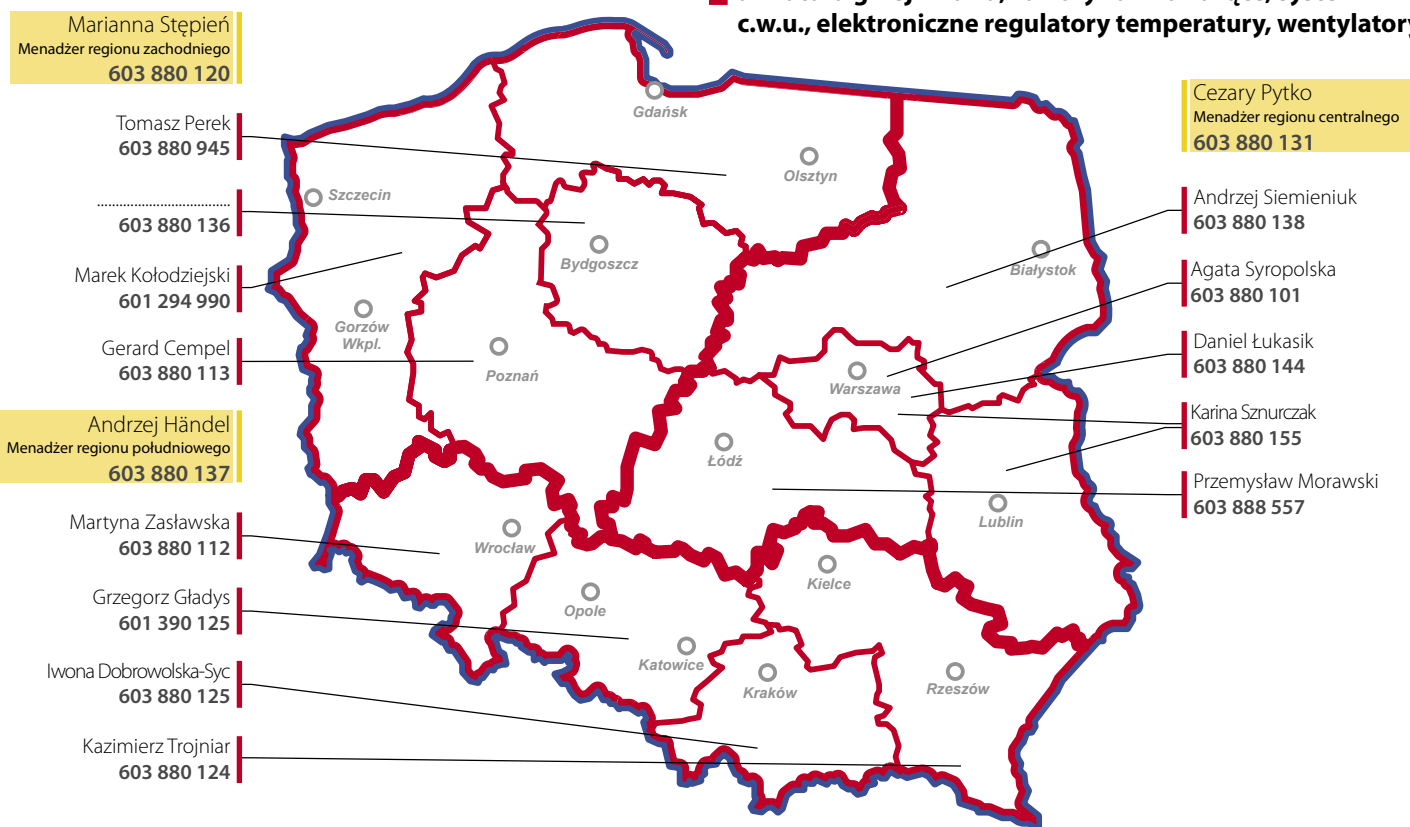 c.w.u., elektroniczne regulatory temperatury, wentylatory
Marianna Stępień
Menadżer regionu zachodniego
603 880 120
Tomasz Perek
603 880 945
....................................
603 880 136
Marek Kołodziejski
601 294 990
Gerard Cempel
603 880 113
Andrzej Händel
Menadżer regionu południowego
603 880 137
Martyna Zasławska
603 880 112
Grzegorz Gładys
601 390 125
Iwona Dobrowolska-Syc
603 880 125
Kazimierz Trojniar
603 880 124
Gdańsk
Olsztyn
Szczecin
Bydgoszcz
Białystok
Gorzów
Wkpl.
Poznań
Warszawa
Łódź
Lublin
Wrocław
Kielce
Opole
Katowice
Kraków
Rzeszów
Cezary Pytko
Menadżer regionu centralnego
603 880 131
Andrzej Siemieniuk
603 880 138
Agata Syropolska
603 880 101
Daniel Łukasik
603 880 144
Karina Sznurczak
603 880 155
Przemysław Morawski
603 888 557